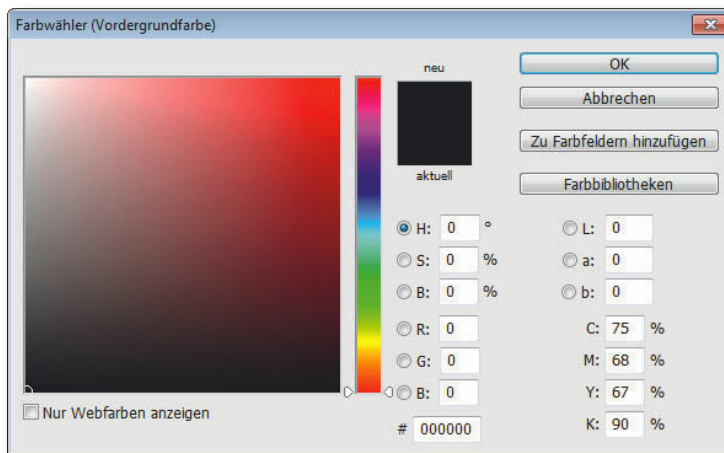 Farbwähler (Vordergrundfarbe)
neu
aktuell
OK
Abbrechen
Zu Farbfeldern hinzufügen
Farbbibliotheken
H: 0 °
S: 0 %
B: 0 %
R: 0
G: 0
B: 0
# 000000
L: 0
a: 0
b: 0
C: 75 %
M: 68 %
Y: 67 %
K: 90 %
Nur Webfarben anzeigen